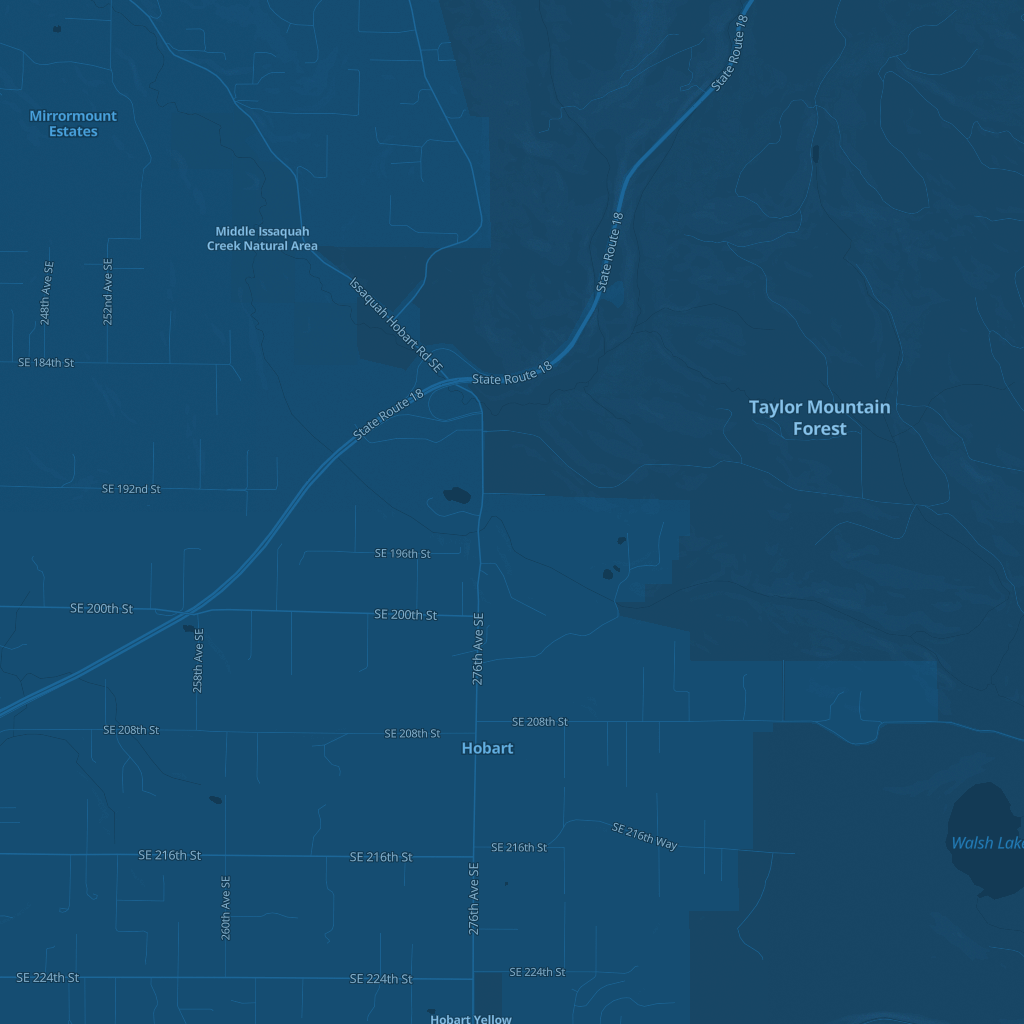 State Route 18
Mirrormount
Estates
Middle Issaquah
Creek Natural Area
State Route 18
248th Ave SE
252nd Ave SE
Issaquah Hobart Rd SE
SE 184th St
State Route 18
State Route 18
Taylor Mountain
Forest
SE 192nd St
SE 196th St
SE 200th St
SE 200th St
258th Ave SE
276th Ave SE
SE 208th St
SE 208th St
SE 208th St
Hobart
SE 216th Way
Walsh Lake
SE 216th St
SE 216th St
SE 216th St
260th Ave SE
276th Ave SE
SE 224th St
SE 224th St
SE 224th St
Hobart Yellow